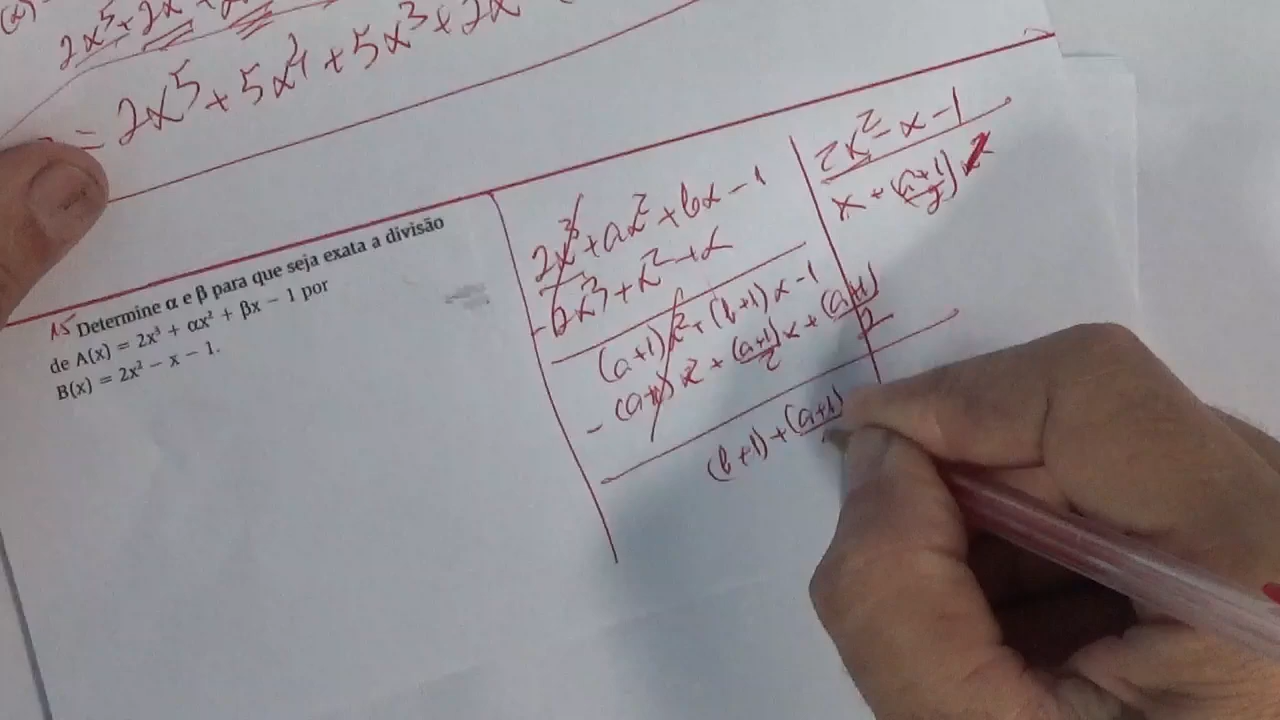 2x⁵ + 2x
= 2x⁵ + 5x⁴ + 5x³ + 2x
15 Determine α e β para que seja exata a divisão
de A(x) = 2x³ + αx² + βx − 1 por
B(x) = 2x² − x − 1.
2x³ + ax² + bx − 1
2x² − x − 1
-2x³ + x² + x
x + (a+1)/2
(a+1)x² + (b+1)x − 1
- (a+1)x² + (a+1)/2 x + (a+1)/2
(b+1) + (a+1)